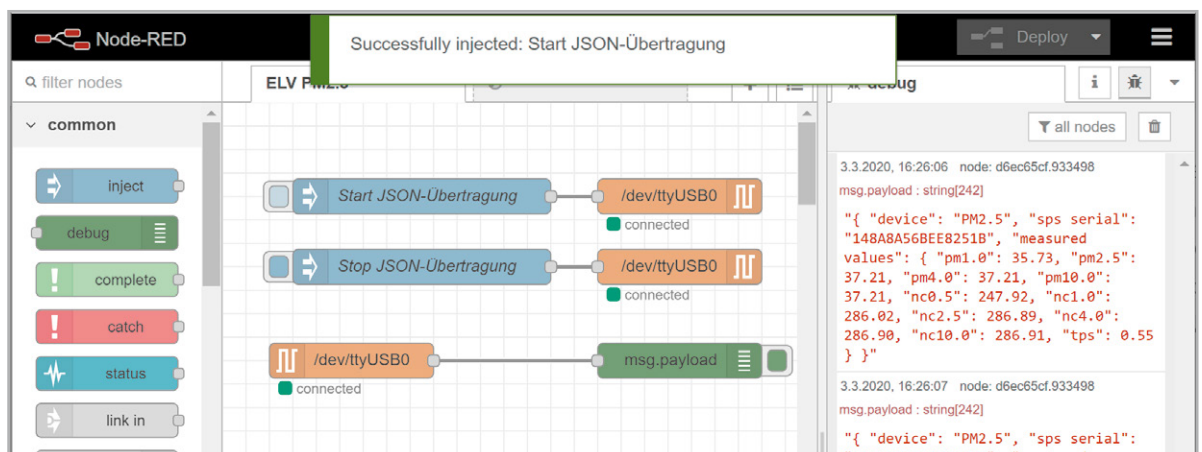 Node-RED
Successfully injected: Start JSON-Übertragung
Deploy
filter nodes
ELV PM2.5
debug
i
all nodes
common
inject
debug
complete
catch
status
link in
Start JSON-Übertragung
/dev/ttyUSB0
connected
Stop JSON-Übertragung
/dev/ttyUSB0
connected
/dev/ttyUSB0
connected
msg.payload
3.3.2020, 16:26:06 node: d6ec65cf.933498
msg.payload : string[242]
"{ "device": "PM2.5", "sps serial":
"148A8A56BEE8251B", "measured
values": { "pm1.0": 35.73, "pm2.5":
37.21, "pm4.0": 37.21, "pm10.0":
37.21, "nc0.5": 247.92, "nc1.0":
286.02, "nc2.5": 286.89, "nc4.0":
286.90, "nc10.0": 286.91, "tps": 0.55
} }"
3.3.2020, 16:26:07 node: d6ec65cf.933498
msg.payload : string[242]
"{ "device": "PM2.5", "sps serial":